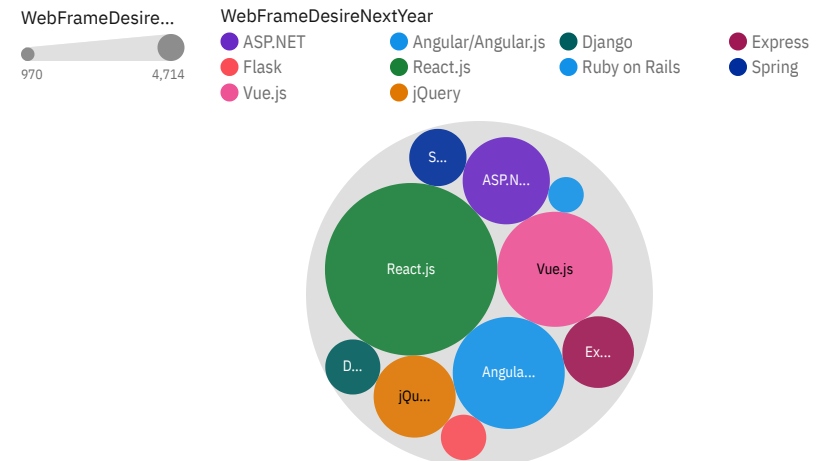 WebFrameDesire...
970 4,714
WebFrameDesireNextYear
ASP.NET Angular/Angular.js Django Express
Flask React.js Ruby on Rails Spring
Vue.js jQuery
S...
ASP.N...
React.js
Vue.js
Ex...
D...
Angula...
jQu...